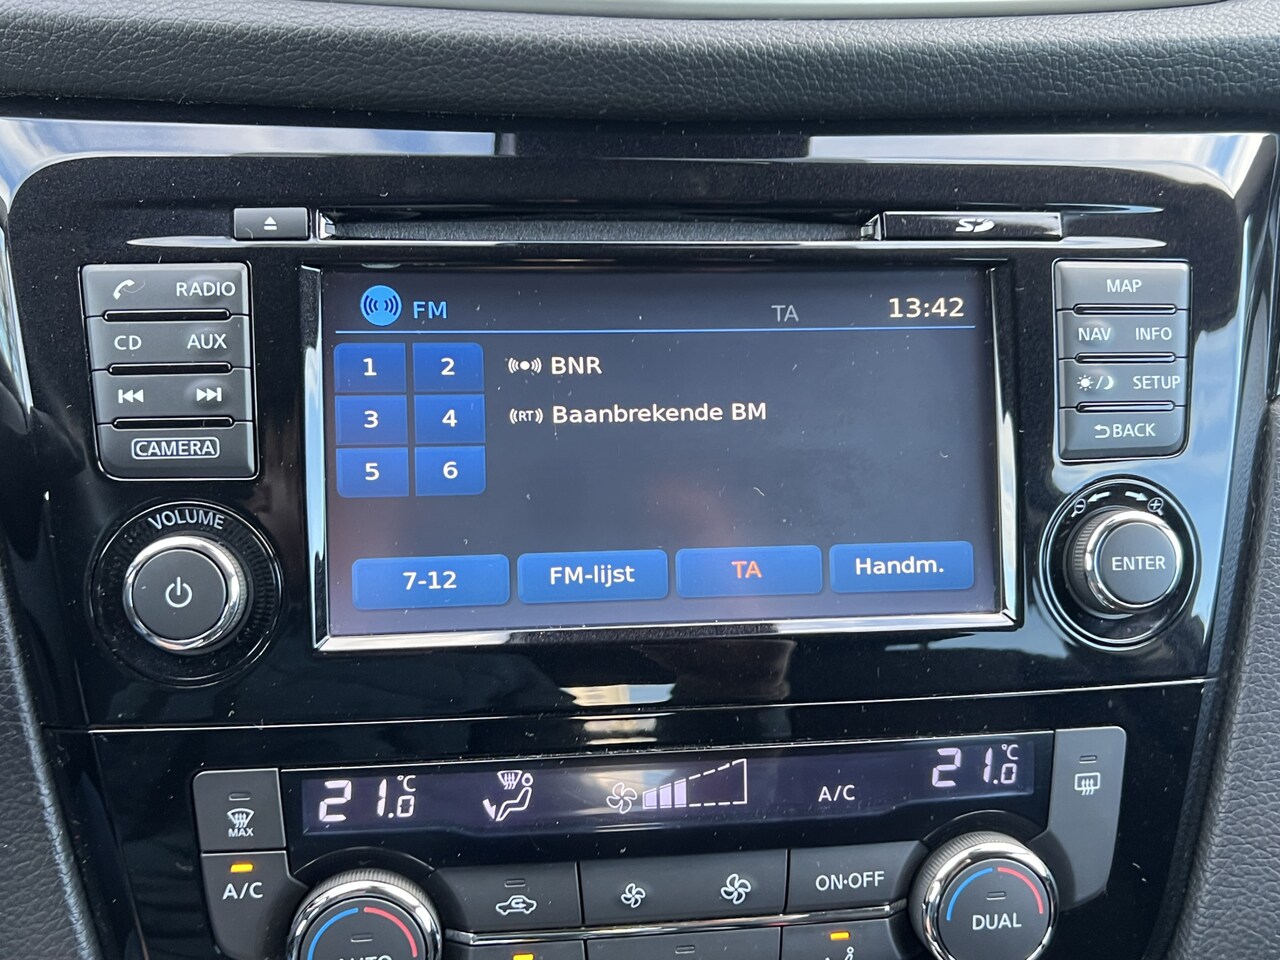 SD
RADIO
CD AUX
CAMERA
VOLUME
FM TA 13:42
1 2 BNR
3 4 (RT) Baanbrekende BM
5 6
7-12 FM-lijst TA Handm.
MAP
NAV INFO
SETUP
BACK
ENTER
21.0 °C A/C 21.0 °C
MAX
A/C
ON·OFF
DUAL
AUTO